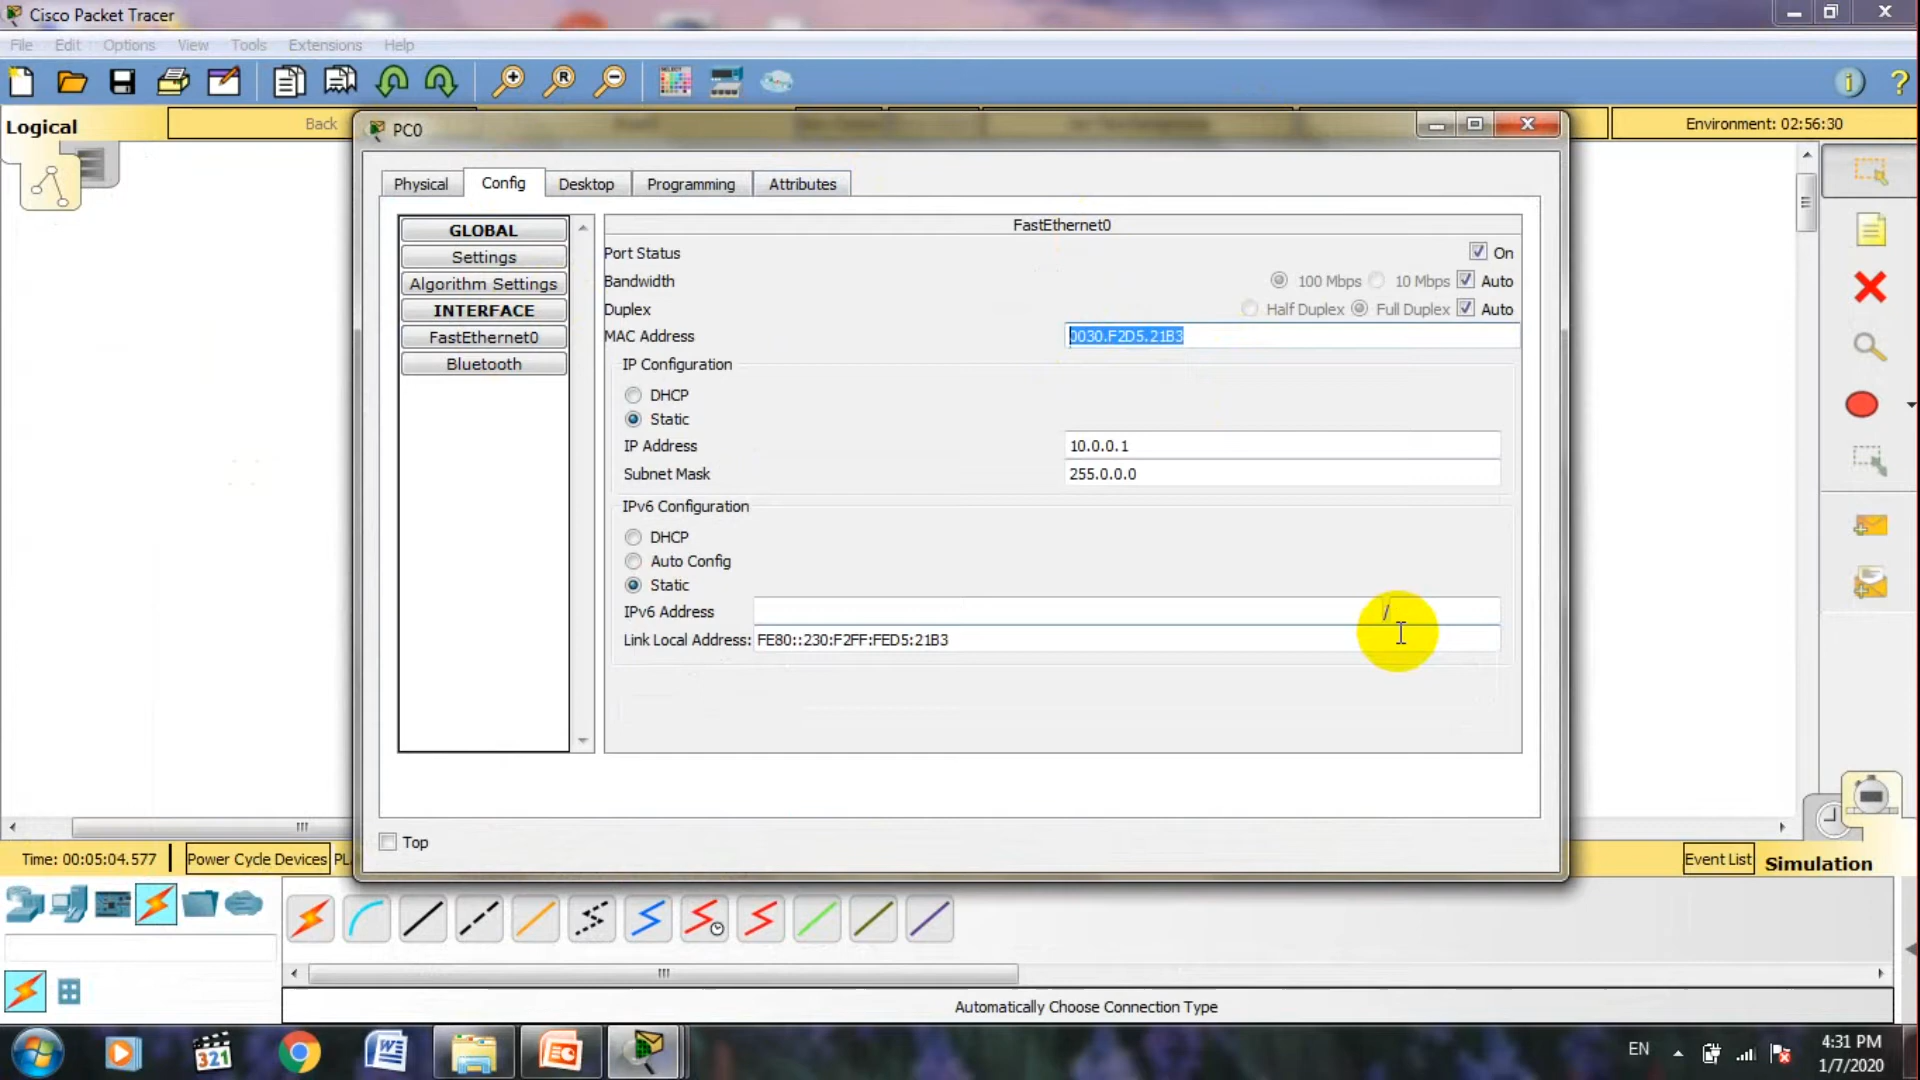 Cisco Packet Tracer
File Edit Options View Tools Extensions Help
Logical
Back
Environment: 02:56:30
PC0
Physical Config Desktop Programming Attributes
GLOBAL
Settings
Algorithm Settings
INTERFACE
FastEthernet0
Bluetooth
FastEthernet0
Port Status On
Bandwidth 100 Mbps 10 Mbps Auto
Duplex Half Duplex Full Duplex Auto
MAC Address 0030.F2D5.21B3
IP Configuration
DHCP
Static
IP Address 10.0.0.1
Subnet Mask 255.0.0.0
IPv6 Configuration
DHCP
Auto Config
Static
IPv6 Address /
Link Local Address: FE80::230:F2FF:FED5:21B3
Top
Time: 00:05:04.577 Power Cycle Devices PL
Event List Simulation
Automatically Choose Connection Type
321
EN
4:31 PM
1/7/2020